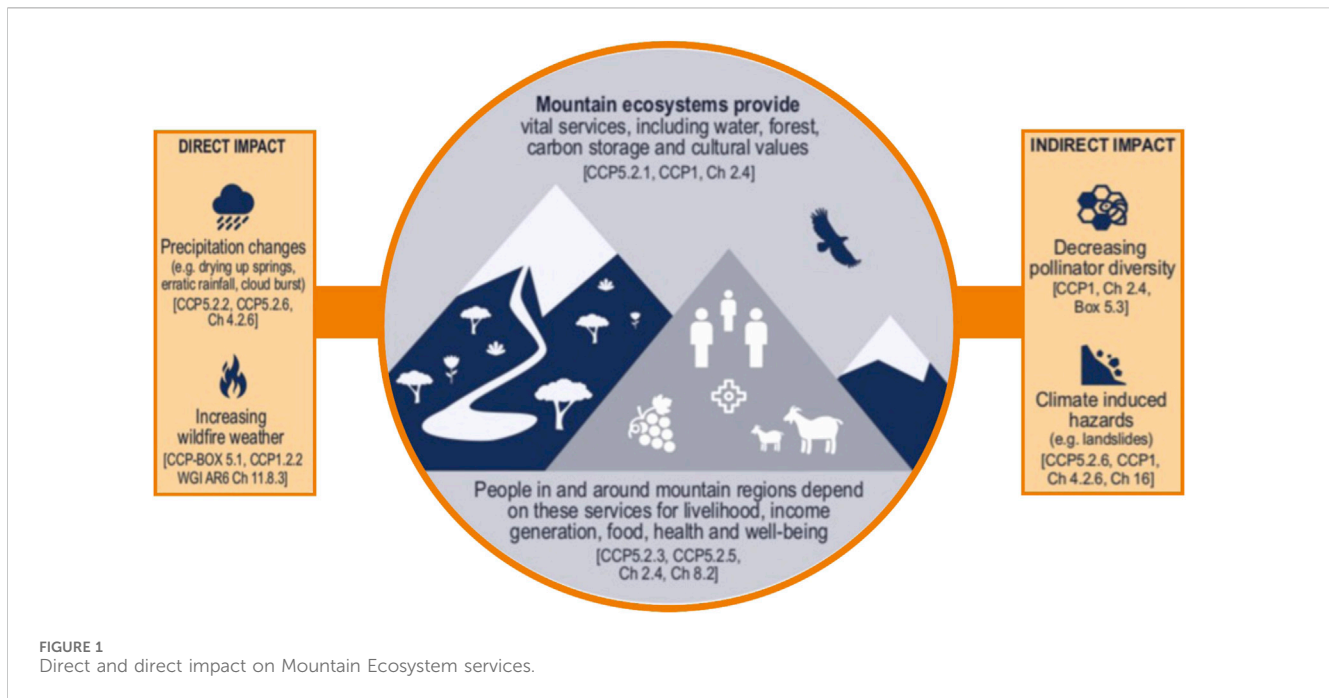 Mountain ecosystems provide
vital services, including water, forest,
carbon storage and cultural values
[CCP5.2.1, CCP1, Ch 2.4]
DIRECT IMPACT
Precipitation changes
(e.g. drying up springs,
erratic rainfall, cloud burst)
[CCP5.2.2, CCP5.2.6,
Ch 4.2.6]
Increasing
wildfire weather
[CCP-BOX 5.1, CCP1.2.2
WGI AR6 Ch 11.8.3]
INDIRECT IMPACT
Decreasing
pollinator diversity
[CCP1, Ch 2.4,
Box 5.3]
Climate induced
hazards
(e.g. landslides)
[CCP5.2.6, CCP1,
Ch 4.2.6, Ch 16]
People in and around mountain regions depend
on these services for livelihood, income
generation, food, health and well-being
[CCP5.2.3, CCP5.2.5,
Ch 2.4, Ch 8.2]
FIGURE 1
Direct and direct impact on Mountain Ecosystem services.